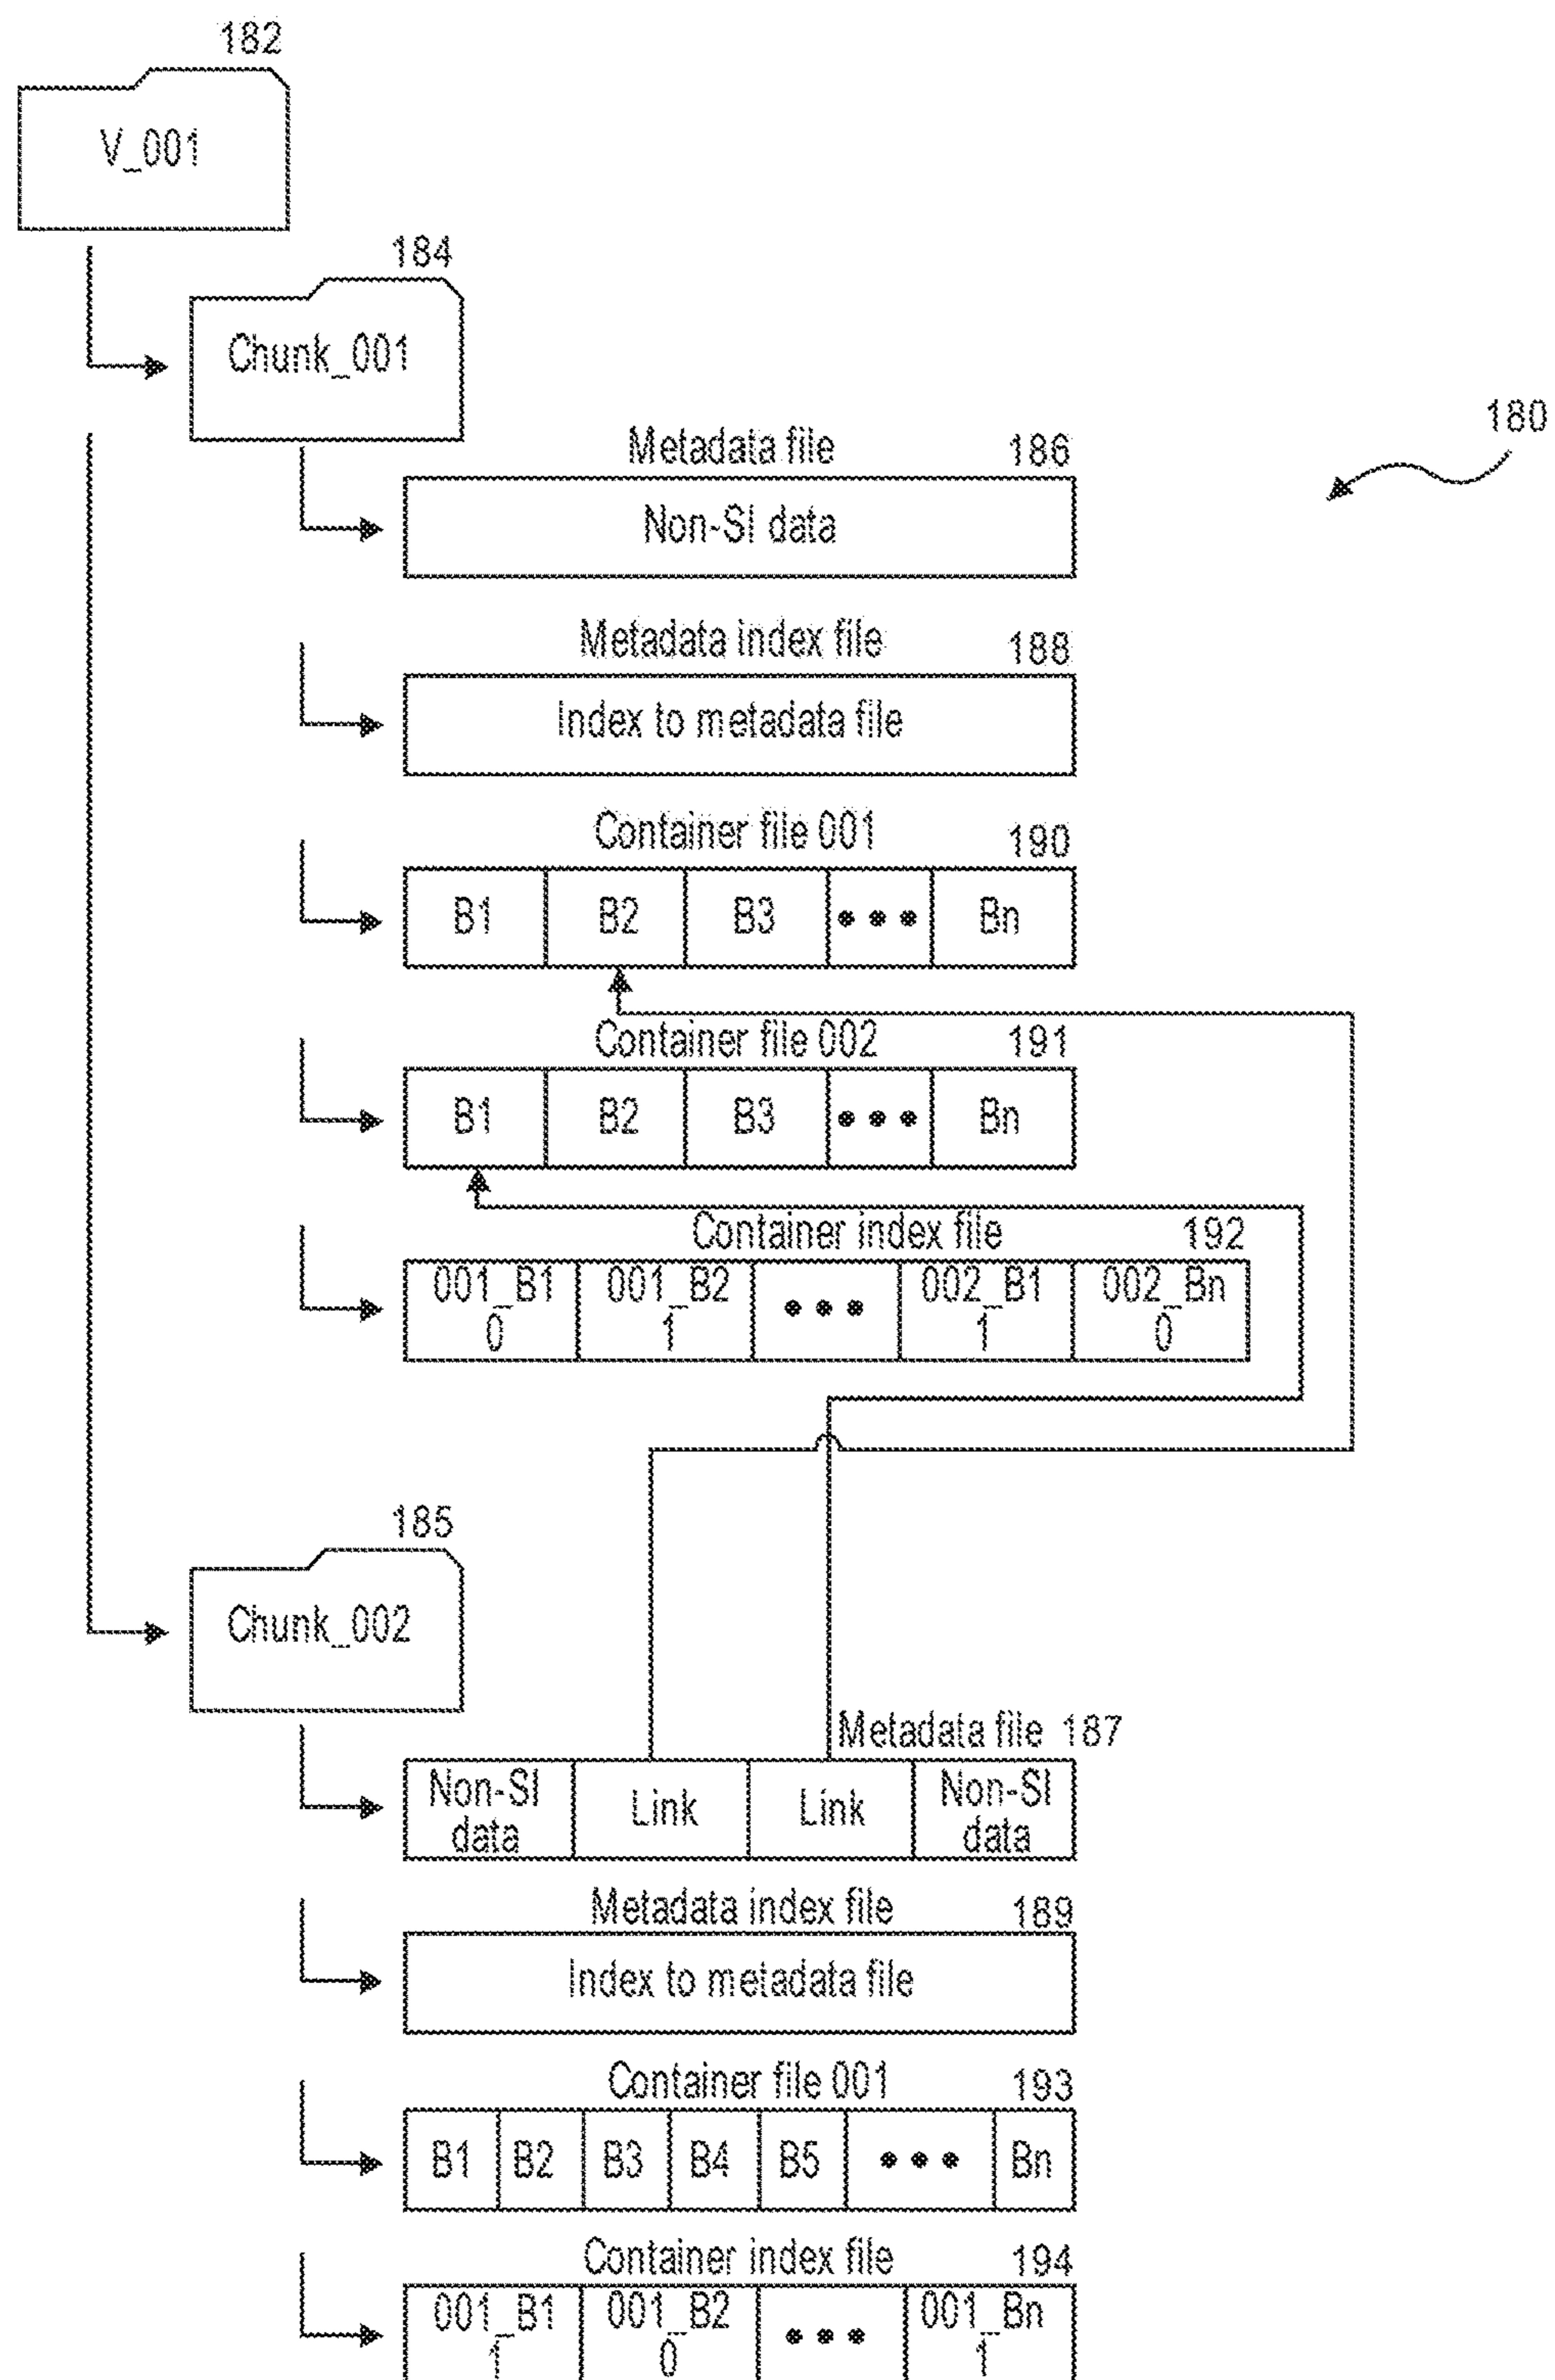 182
V_001
184
Chunk_001
180
Metadata file 186
Non-SI data
Metadata index file 188
Index to metadata file
Container file 001 190
B1 B2 B3 ••• Bn
Container file 002 191
B1 B2 B3 ••• Bn
Container index file 192
001_B1 001_B2 ••• 002_B1 002_Bn
0 1 1 0
185
Chunk_002
Metadata file 187
Non-SI Link Link Non-SI
data data
Metadata index file 189
Index to metadata file
Container file 001 193
B1 B2 B3 B4 B5 ••• Bn
Container index file 194
001_B1 001_B2 ••• 001_Bn
1 0 1